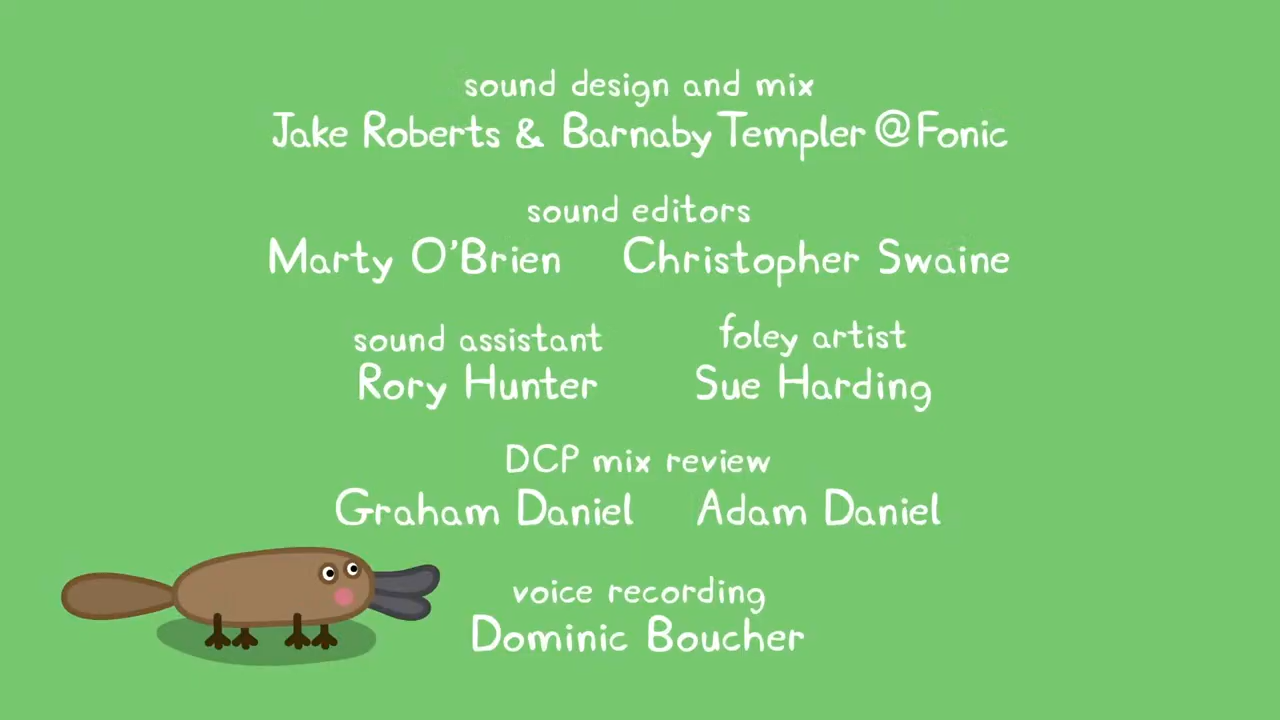 sound design and mix
Jake Roberts & Barnaby Templer @ Fonic
sound editors
Marty O'Brien Christopher Swaine
sound assistant foley artist
Rory Hunter Sue Harding
DCP mix review
Graham Daniel Adam Daniel
voice recording
Dominic Boucher